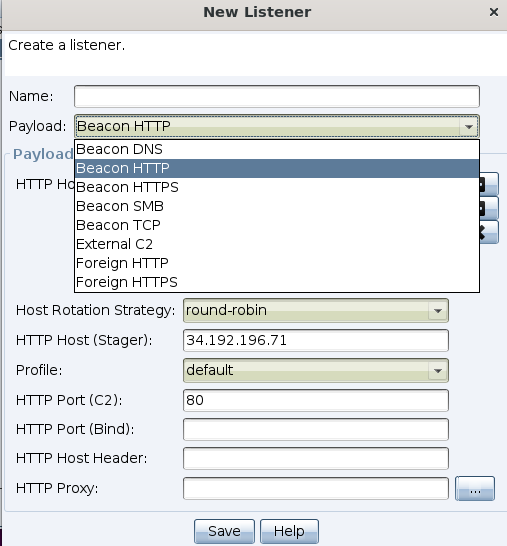 New Listener
Create a listener.
Name:
Payload: Beacon HTTP
Beacon DNS
Beacon HTTP
Beacon HTTPS
Beacon SMB
Beacon TCP
External C2
Foreign HTTP
Foreign HTTPS
Payload
HTTP Ho
Host Rotation Strategy: round-robin
HTTP Host (Stager): 34.192.196.71
Profile: default
HTTP Port (C2): 80
HTTP Port (Bind):
HTTP Host Header:
HTTP Proxy: ...
Save Help